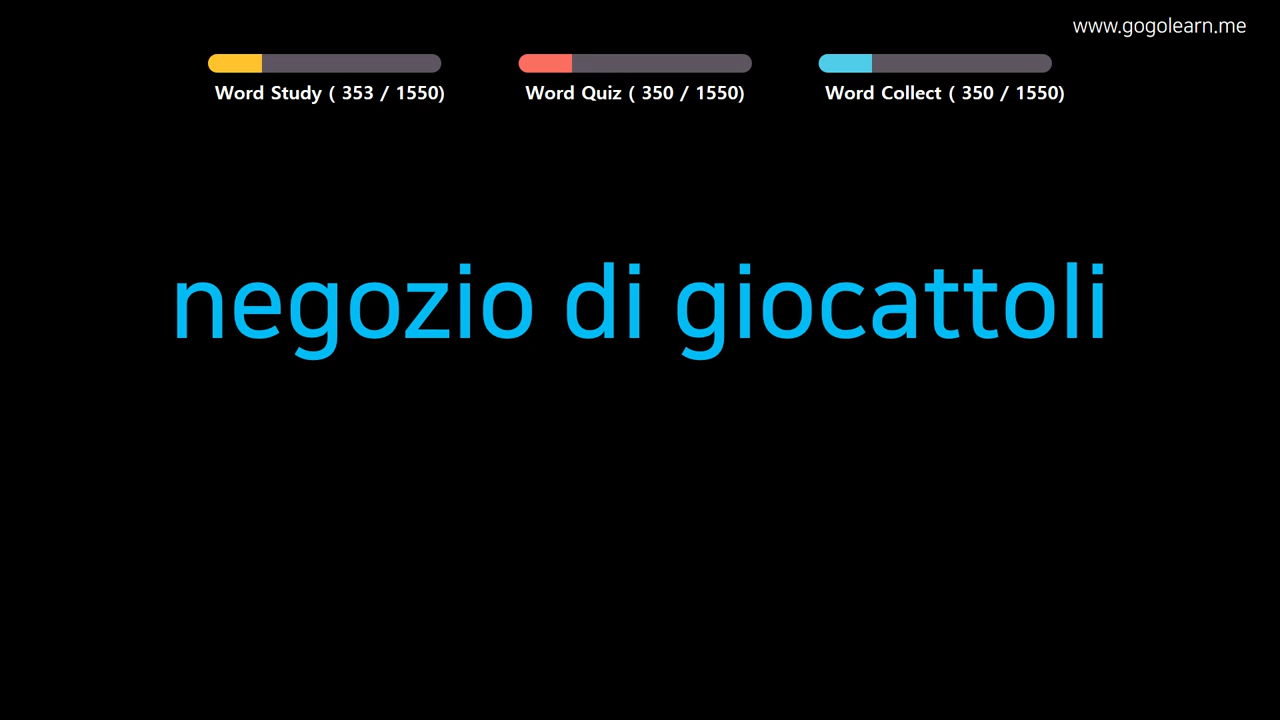 www.gogolearn.me
Word Study ( 353 / 1550)
Word Quiz ( 350 / 1550)
Word Collect ( 350 / 1550)
negozio di giocattoli